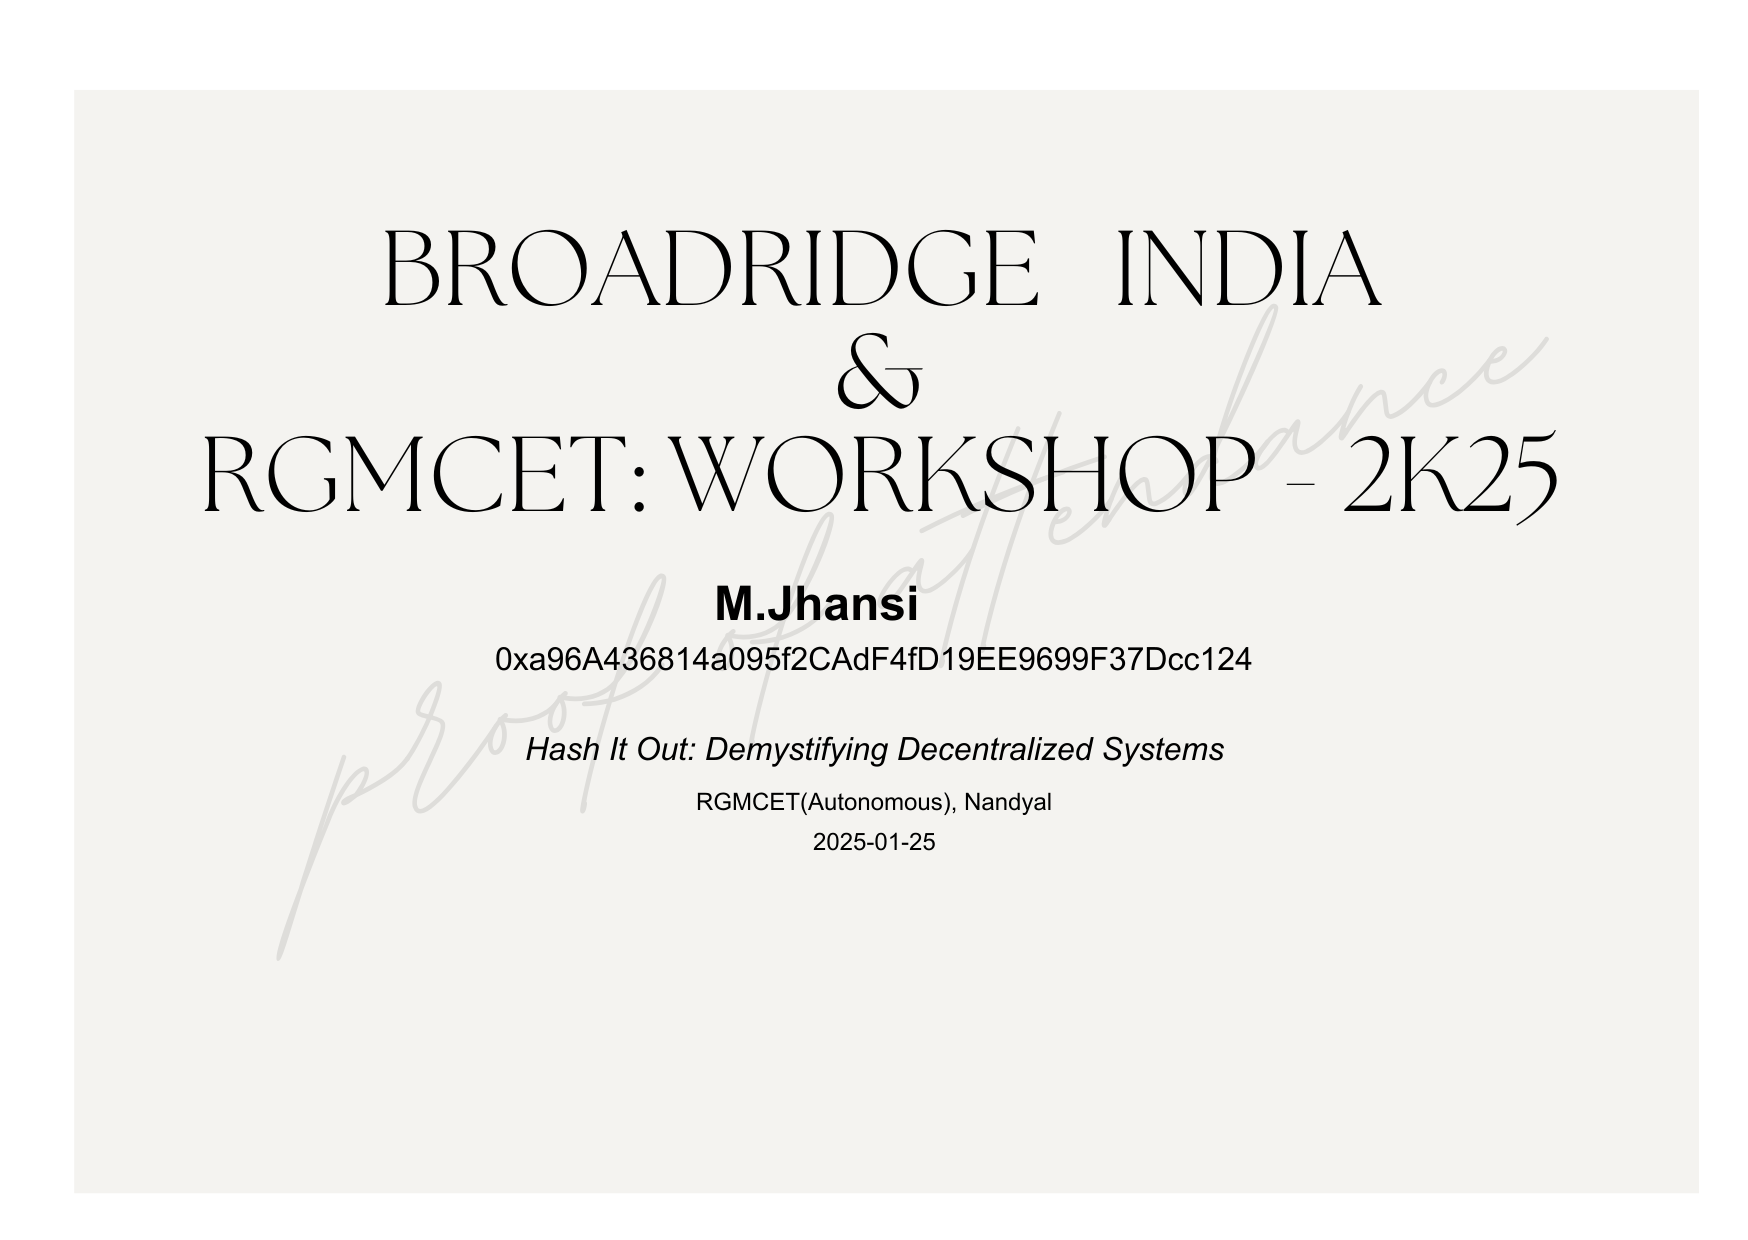 BROADRIDGE INDIA
&
RGMCET: WORKSHOP - 2K25
proof of attendance
M.Jhansi
0xa96A436814a095f2CAdF4fD19EE9699F37Dcc124
Hash It Out: Demystifying Decentralized Systems
RGMCET(Autonomous), Nandyal
2025-01-25